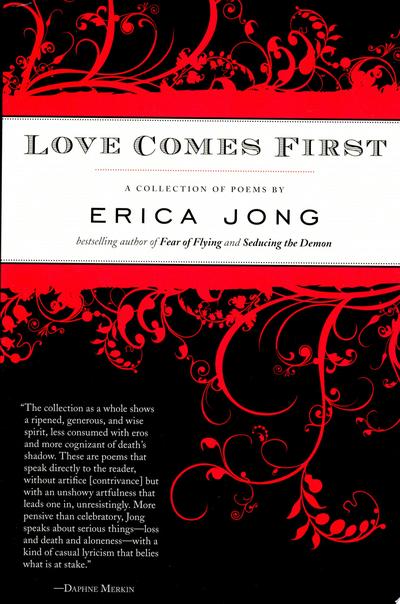 LOVE COMES FIRST
A COLLECTION OF POEMS BY
ERICA JONG
bestselling author of Fear of Flying and Seducing the Demon
“The collection as a whole shows
a ripened, generous, and wise
spirit, less consumed with eros
and more cognizant of death’s
shadow. These are poems that
speak directly to the reader,
without artifice [contrivance] but
with an unshowy artfulness that
leads one in, unresistingly. More
pensive than celebratory, Jong
speaks about serious things—loss
and death and aloneness—with a
kind of casual lyricism that belies
what is at stake.”
—DAPHNE MERKIN